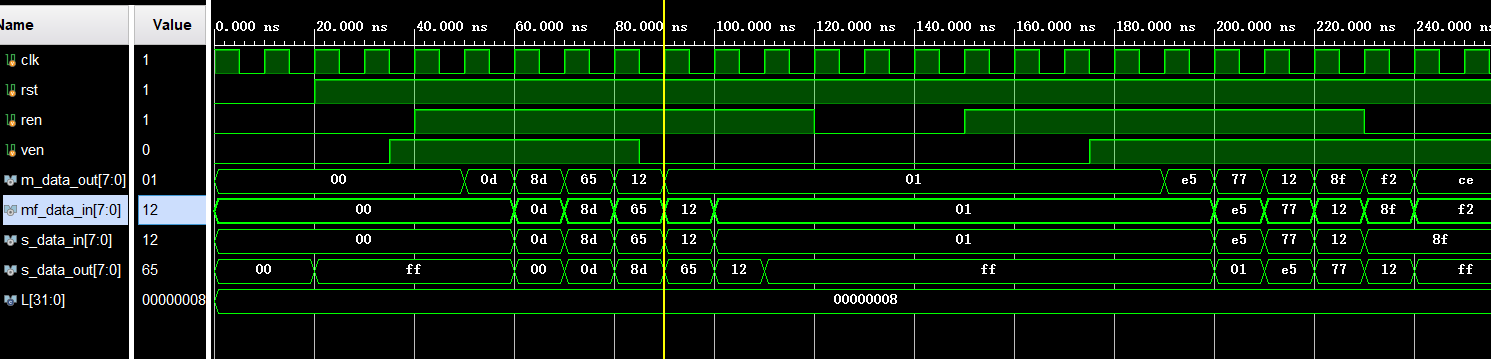 Name Value 0.000 ns 20.000 ns 40.000 ns 60.000 ns 80.000 ns 100.000 ns 120.000 ns 140.000 ns 160.000 ns 180.000 ns 200.000 ns 220.000 ns 240.000
clk 1
rst 1
ren 1
ven 0
m_data_out[7:0] 01 00 0d 8d 65 12 01 e5 77 12 8f f2 ce
mf_data_in[7:0] 12 00 0d 8d 65 12 01 e5 77 12 8f f2
s_data_in[7:0] 12 00 0d 8d 65 12 01 e5 77 12 8f
s_data_out[7:0] 65 00 ff 00 0d 8d 65 12 ff 01 e5 77 12 ff
L[31:0] 00000008 00000008